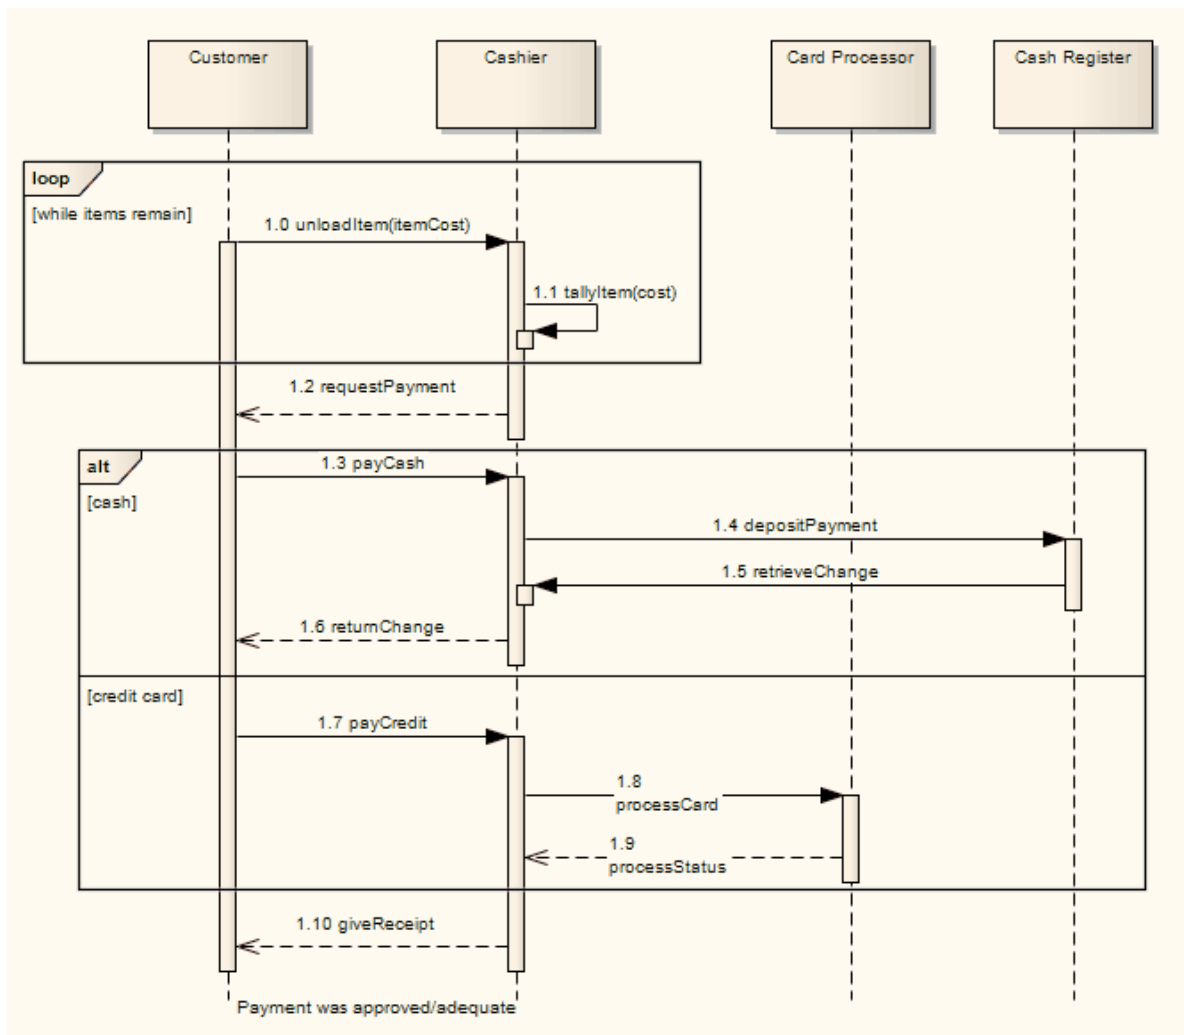 Customer
Cashier
Card Processor
Cash Register
loop
[while items remain]
1.0 unloadItem(itemCost)
1.1 tallyItem(cost)
1.2 requestPayment
alt
1.3 payCash
[cash]
1.4 depositPayment
1.5 retrieveChange
1.6 returnChange
[credit card]
1.7 payCredit
1.8
processCard
1.9
processStatus
1.10 giveReceipt
Payment was approved/adequate